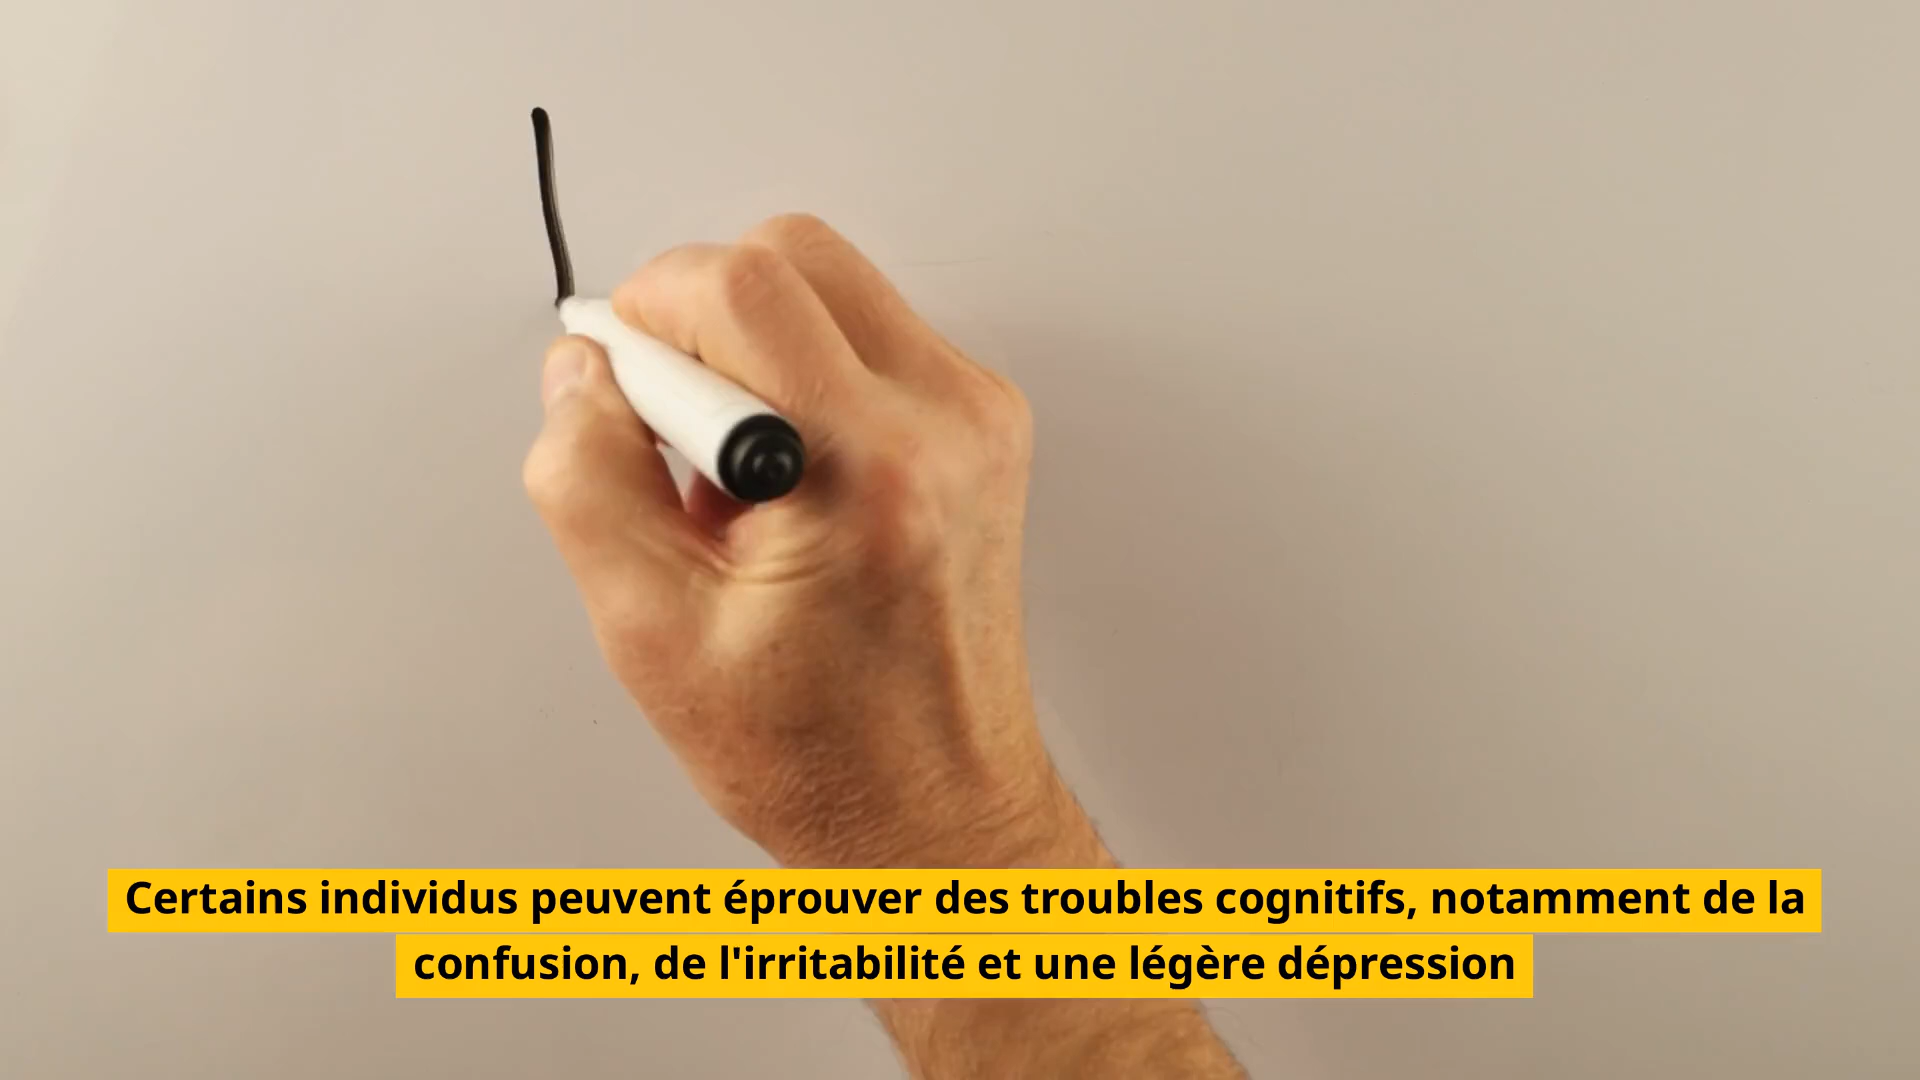 Certains individus peuvent éprouver des troubles cognitifs, notamment de la
confusion, de l'irritabilité et une légère dépression